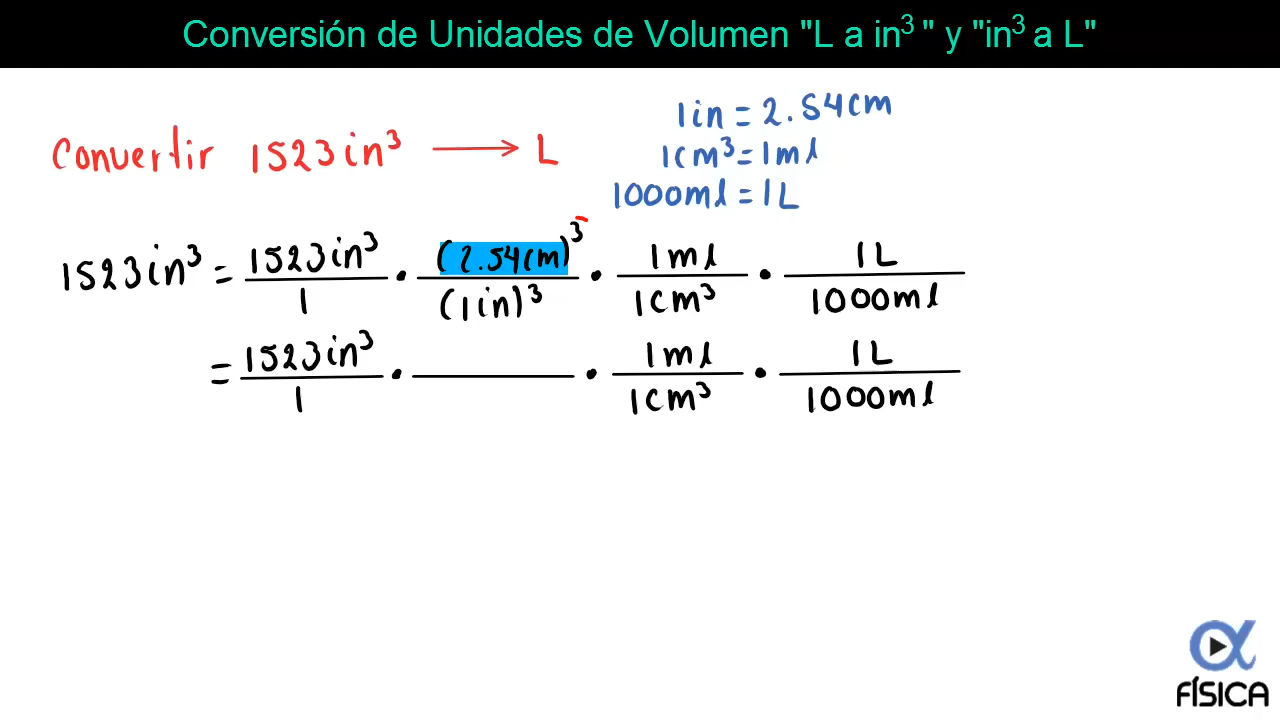 Conversión de Unidades de Volumen "L a in³ " y "in³ a L"
Convertir 1523in³ ⟶ L
1in = 2.54cm
1cm³ = 1ml
1000ml = 1L
1523in³ = 1523in³/1 • (2.54cm)³/(1in)³ • 1ml/1cm³ • 1L/1000ml
= 1523in³/1 • ___ • 1ml/1cm³ • 1L/1000ml
FÍSICA